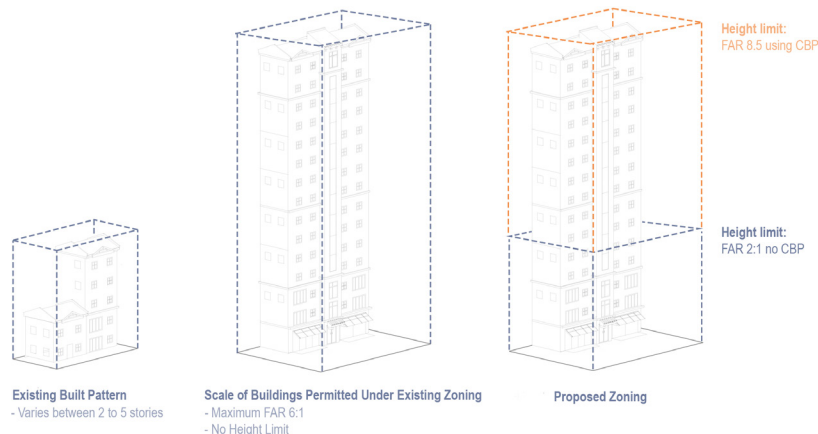 Height limit:
FAR 8.5 using CBP
Height limit:
FAR 2:1 no CBP
Existing Built Pattern
- Varies between 2 to 5 stories
Scale of Buildings Permitted Under Existing Zoning
- Maximum FAR 6:1
- No Height Limit
Proposed Zoning